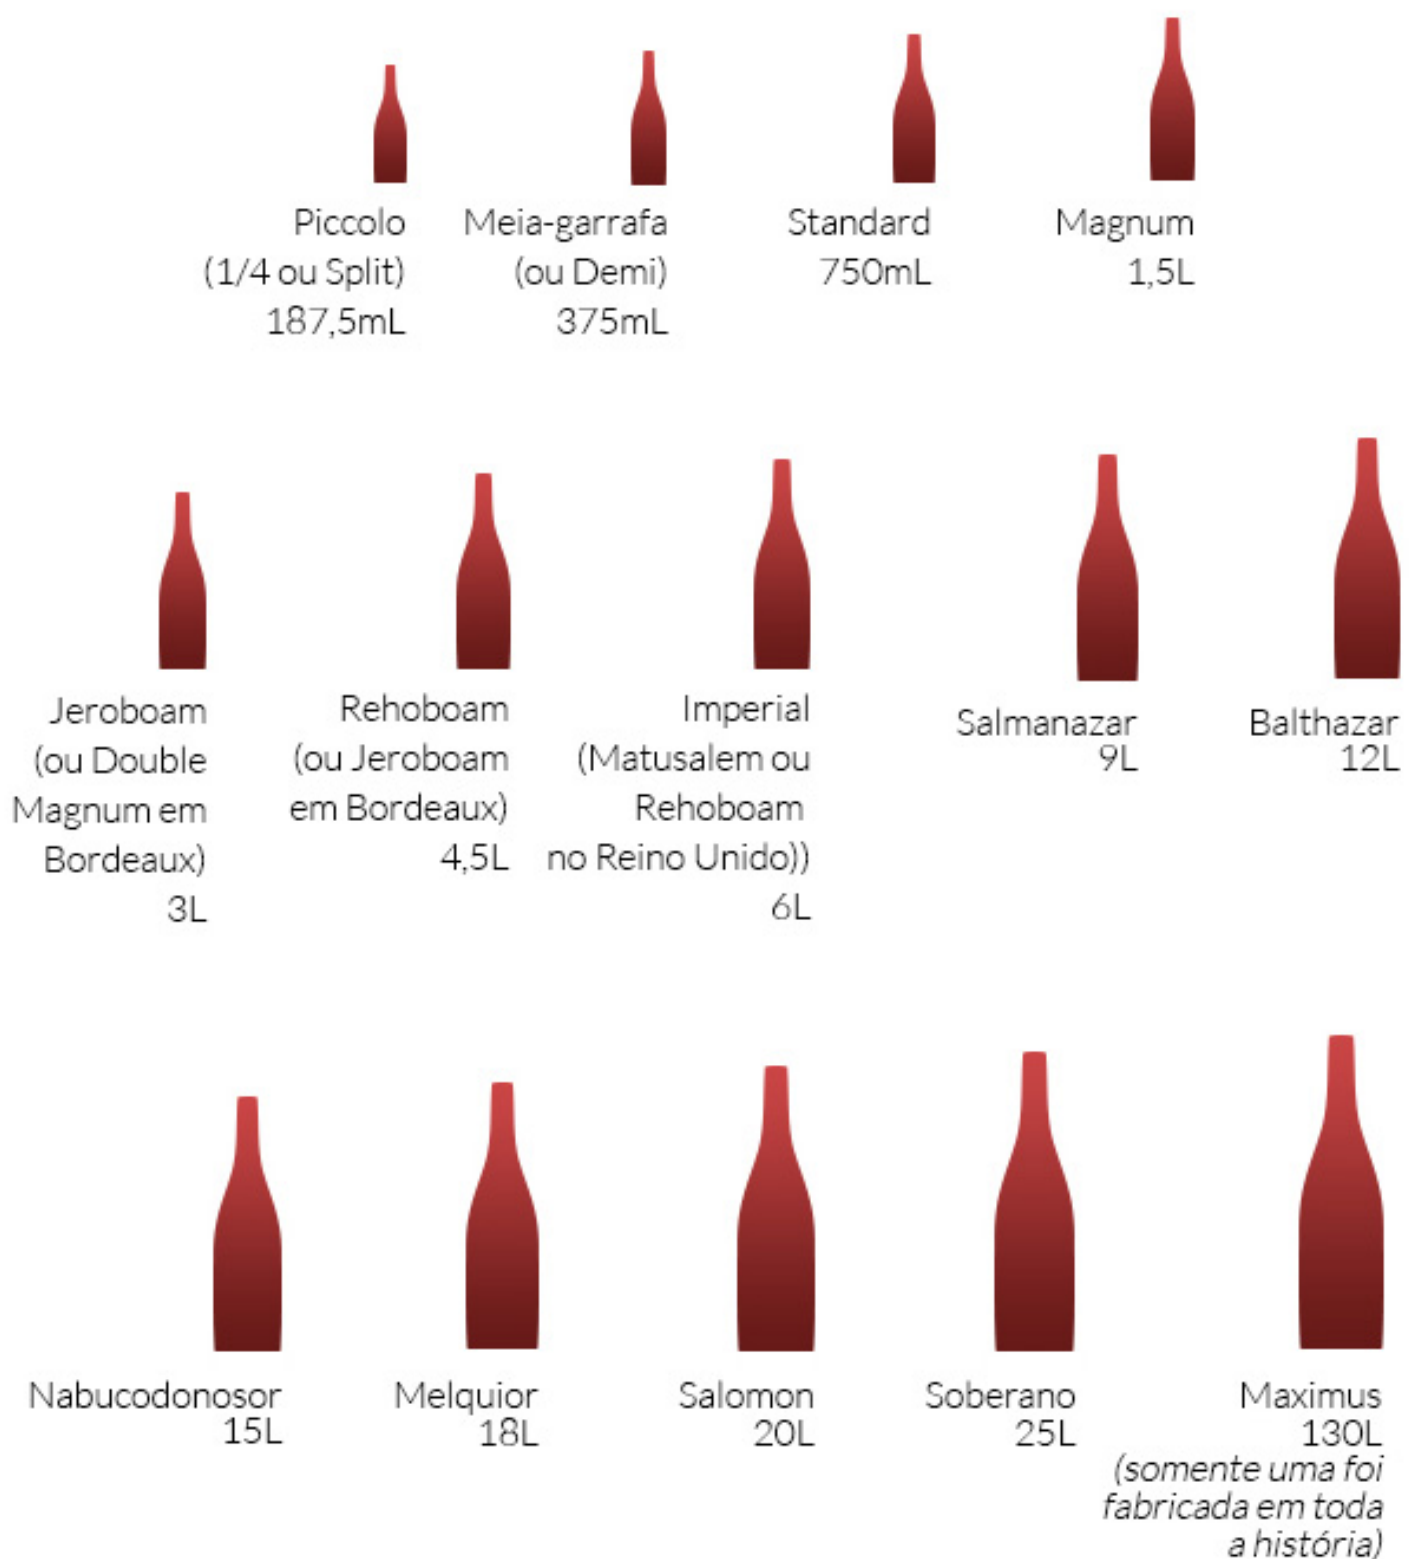 Piccolo
(1/4 ou Split)
187,5mL
Meia-garrafa
(ou Demi)
375mL
Standard
750mL
Magnum
1,5L
Jeroboam
(ou Double
Magnum em
Bordeaux)
3L
Rehoboam
(ou Jeroboam
em Bordeaux)
4,5L
Imperial
(Matusalem ou
Rehoboam
no Reino Unido))
6L
Salmanazar
9L
Balthazar
12L
Nabucodonosor
15L
Melquior
18L
Salomon
20L
Soberano
25L
Maximus
130L
(somente uma foi
fabricada em toda
a história)